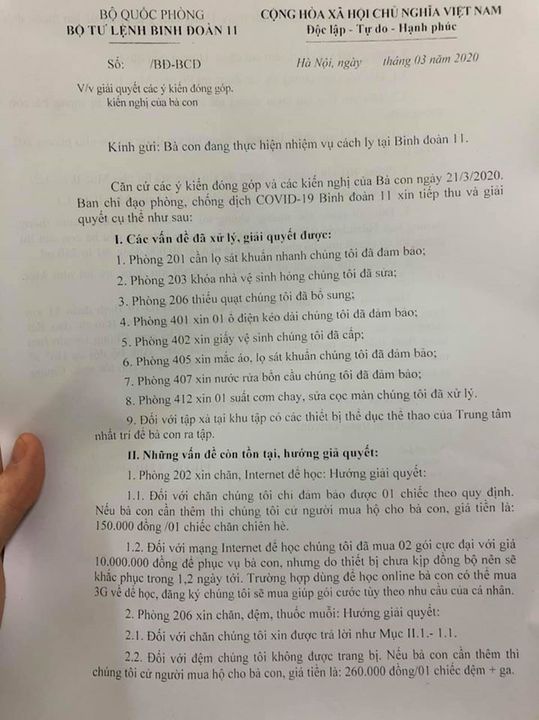 BỘ QUỐC PHÒNG
BỘ TƯ LỆNH BINH ĐOÀN 11
CỘNG HÒA XÃ HỘI CHỦ NGHĨA VIỆT NAM
Độc lập - Tự do - Hạnh phúc
Số: /BĐ-BCD
Hà Nội, ngày tháng 03 năm 2020
V/v giải quyết các ý kiến đóng góp.
kiến nghị của bà con
Kính gửi: Bà con đang thực hiện nhiệm vụ cách ly tại Binh đoàn 11.
Căn cứ các ý kiến đóng góp và các kiến nghị của Bà con ngày 21/3/2020.
Ban chỉ đạo phòng, chống dịch COVID-19 Binh đoàn 11 xin tiếp thu và giải
quyết cụ thể như sau:
I. Các vấn đề đã xử lý, giải quyết được:
1. Phòng 201 cần lọ sát khuẩn nhanh chúng tôi đã đảm bảo;
2. Phòng 203 khóa nhà vệ sinh hỏng chúng tôi đã sửa;
3. Phòng 206 thiếu quạt chúng tôi đã bổ sung;
4. Phòng 401 xin 01 ổ điện kéo dài chúng tôi đã đảm bảo;
5. Phòng 402 xin giấy vệ sinh chúng tôi đã cấp;
6. Phòng 405 xin mắc áo, lọ sát khuẩn chúng tôi đã đảm bảo;
7. Phòng 407 xin nước rửa bồn cầu chúng tôi đã đảm bảo;
8. Phòng 412 xin 01 suất cơm chay, sửa cọc màn chúng tôi đã xử lý.
9. Đối với tập xà tại khu tập có các thiết bị thể dục thể thao của Trung tâm
nhất trí để bà con ra tập.
II. Những vấn đề còn tồn tại, hướng giả quyết:
1. Phòng 202 xin chăn, Internet để học: Hướng giải quyết:
1.1. Đối với chăn chúng tôi chỉ đảm bảo được 01 chiếc theo quy định.
Nếu bà con cần thêm thì chúng tôi cử người mua hộ cho bà con, giá tiền là:
150.000 đồng /01 chiếc chăn chiên hè.
1.2. Đối với mạng Internet để học chúng tôi đã mua 02 gói cực đại với giá
10.000.000 đồng để phục vụ bà con, nhưng do thiết bị chưa kịp đồng bộ nên sẽ
khắc phục trong 1,2 ngày tới. Trường hợp dùng để học online bà con có thể mua
3G về để học, đăng ký chúng tôi sẽ mua giúp gói cước tùy theo nhu cầu của cá nhân.
2. Phòng 206 xin chăn, đệm, thuốc muỗi: Hướng giải quyết:
2.1. Đối với chăn chúng tôi xin được trả lời như Mục II.1.- 1.1.
2.2. Đối với đệm chúng tôi không được trang bị. Nếu bà con cần thêm thì
chúng tôi cử người mua hộ cho bà con, giá tiền là: 260.000 đồng/01 chiếc đệm + ga.